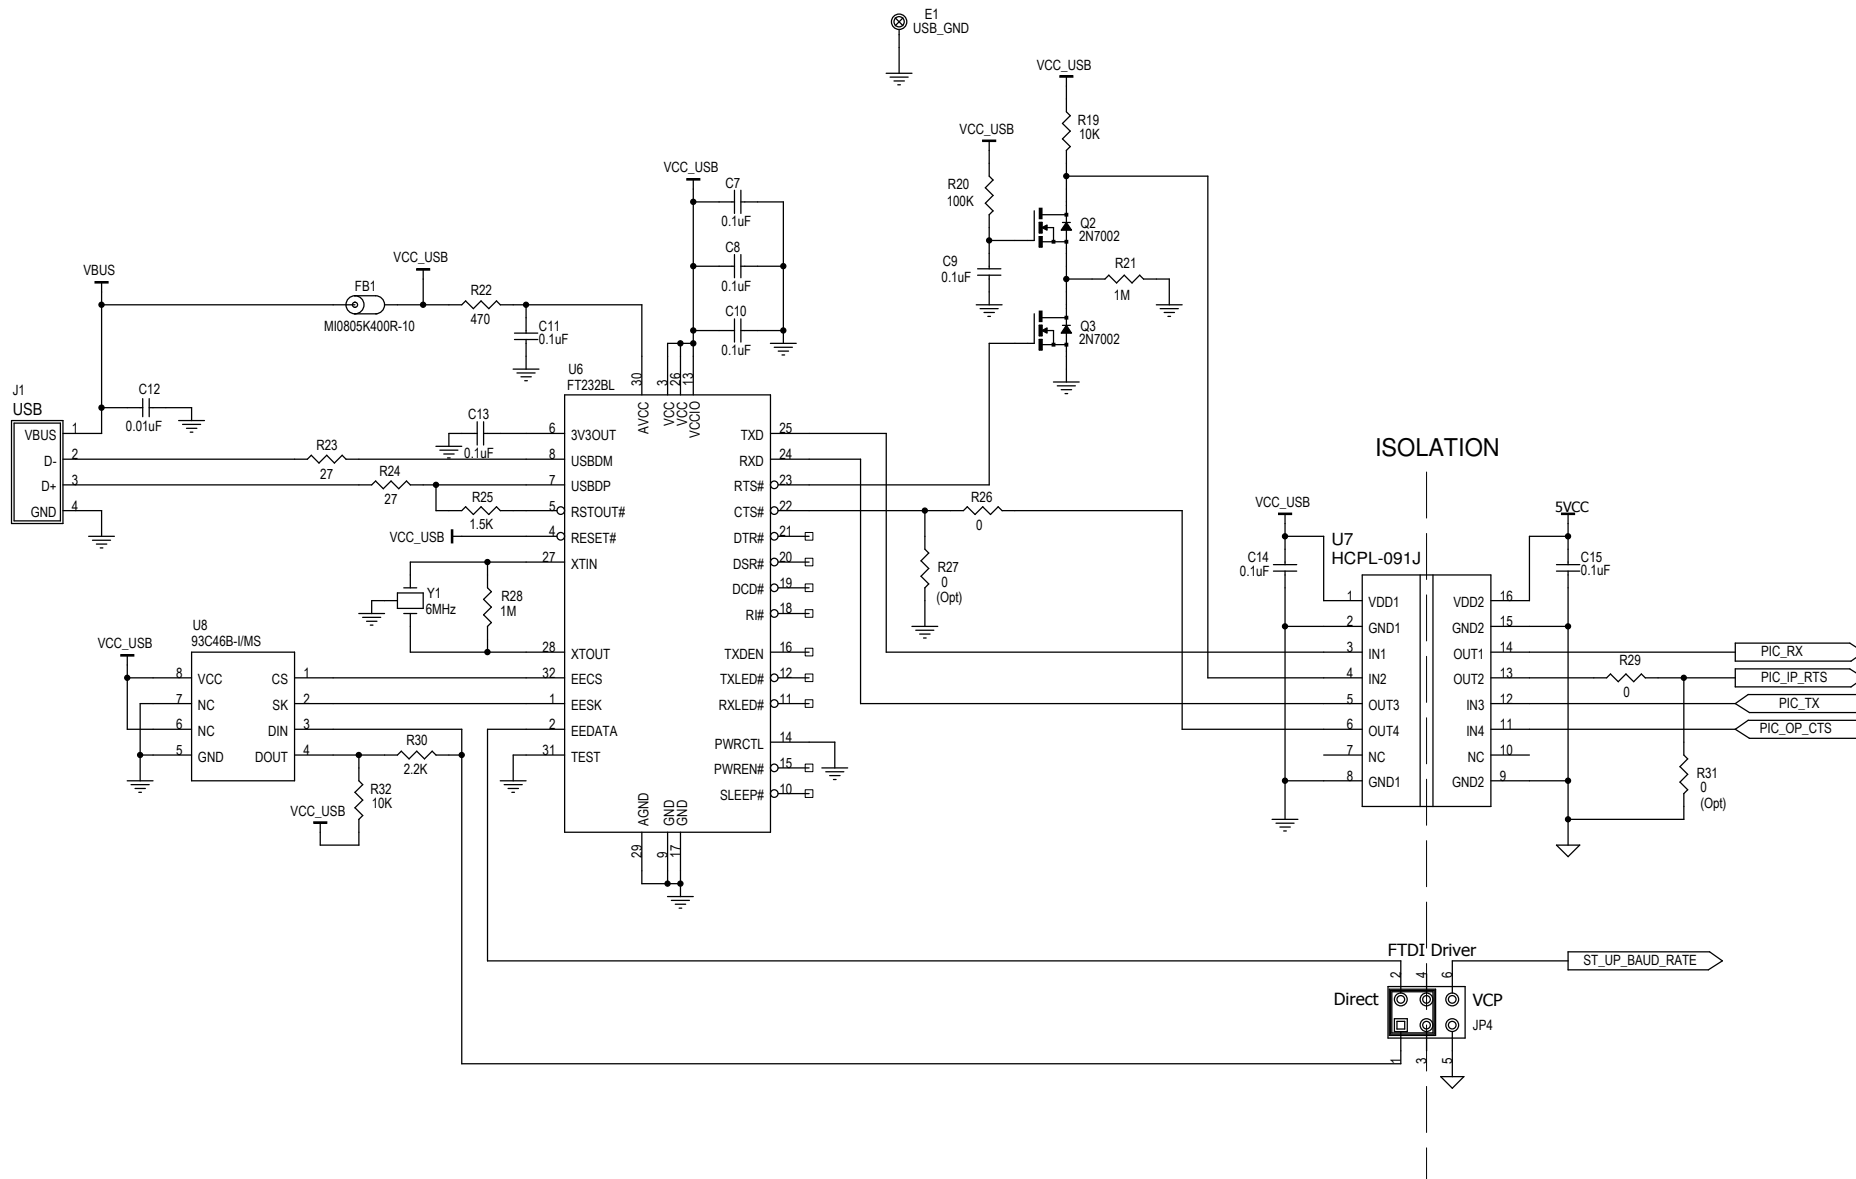 E1
USB_GND
VCC_USB
R19
10K
VCC_USB
R20
100K
Q2
2N7002
C9
0.1uF
R21
1M
Q3
2N7002
VCC_USB
C7
0.1uF
C8
0.1uF
C10
0.1uF
VBUS
VCC_USB
FB1
MI0805K400R-10
R22
470
C11
0.1uF
J1
USB
C12
0.01uF
VBUS 1
D- 2
D+ 3
GND 4
R23
27
R24
27
R25
1.5K
C13
0.1uF
VCC_USB
U6
FT232BL
30 3 26 13
AVCC VCC VCC VCCIO
6 3V3OUT
8 USBDM
7 USBDP
5 RSTOUT#
4 RESET#
27 XTIN
28 XTOUT
32 EECS
1 EESK
2 EEDATA
31 TEST
TXD 25
RXD 24
RTS# 23
CTS# 22
DTR# 21
DSR# 20
DCD# 19
RI# 18
TXDEN 16
TXLED# 12
RXLED# 11
PWRCTL 14
PWREN# 15
SLEEP# 10
AGND GND GND
29 9 17
Y1
6MHz
R28
1M
U8
93C46B-I/MS
VCC_USB
8 VCC
7 NC
6 NC
5 GND
CS 1
SK 2
DIN 3
DOUT 4
R30
2.2K
R32
10K
VCC_USB
R26
0
R27
0
(Opt)
ISOLATION
VCC_USB
C14
0.1uF
U7
HCPL-091J
5VCC
C15
0.1uF
1 VDD1
2 GND1
3 IN1
4 IN2
5 OUT3
6 OUT4
7 NC
8 GND1
VDD2 16
GND2 15
OUT1 14
OUT2 13
IN3 12
IN4 11
NC 10
GND2 9
R29
0
R31
0
(Opt)
PIC_RX
PIC_IP_RTS
PIC_TX
PIC_OP_CTS
FTDI Driver
ST_UP_BAUD_RATE
2 4 6
Direct
VCP
JP4
1 3 5